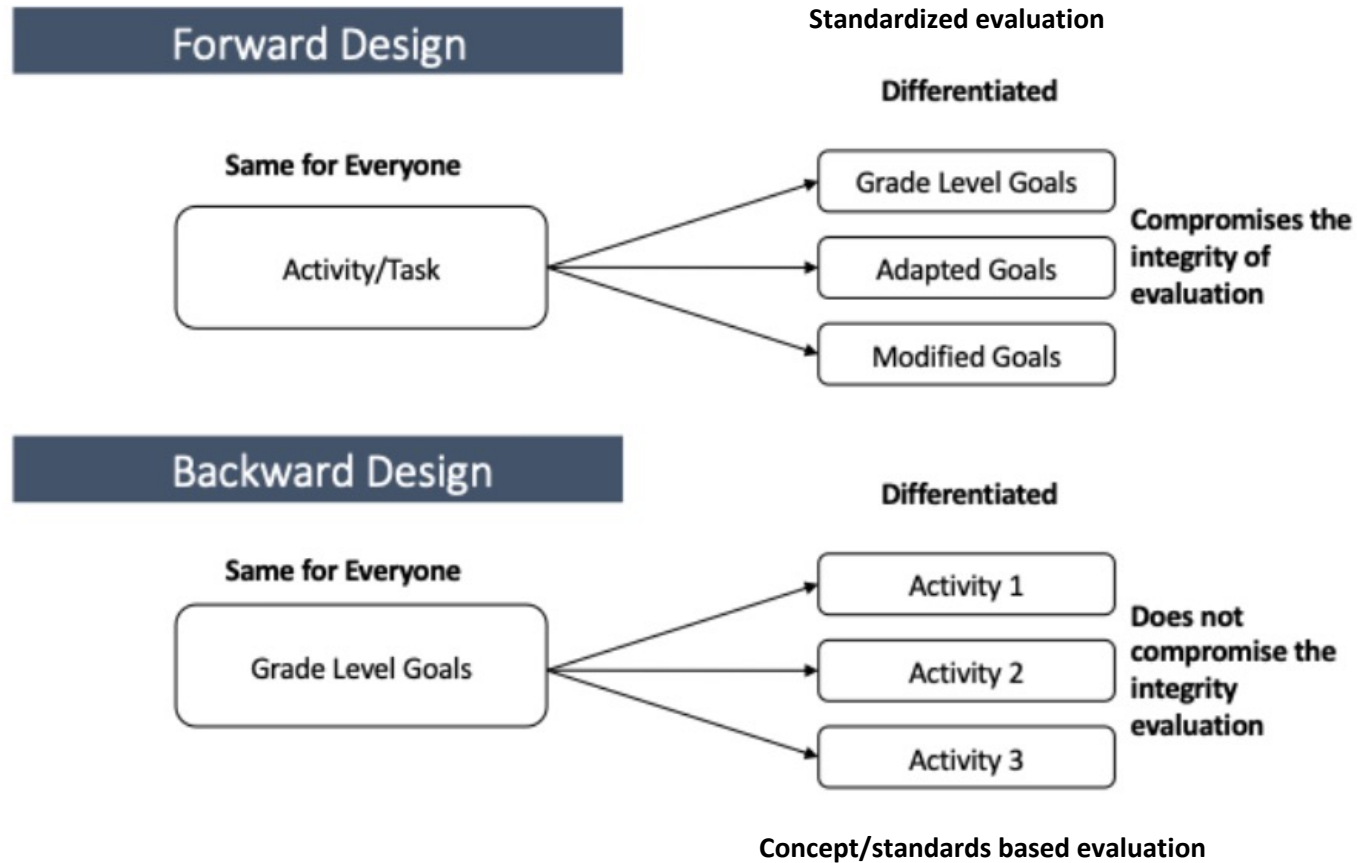 Standardized evaluation
Forward Design
Differentiated
Same for Everyone
Activity/Task
Grade Level Goals
Adapted Goals
Modified Goals
Compromises the
integrity of
evaluation
Backward Design
Differentiated
Same for Everyone
Grade Level Goals
Activity 1
Activity 2
Activity 3
Does not
compromise the
integrity
evaluation
Concept/standards based evaluation